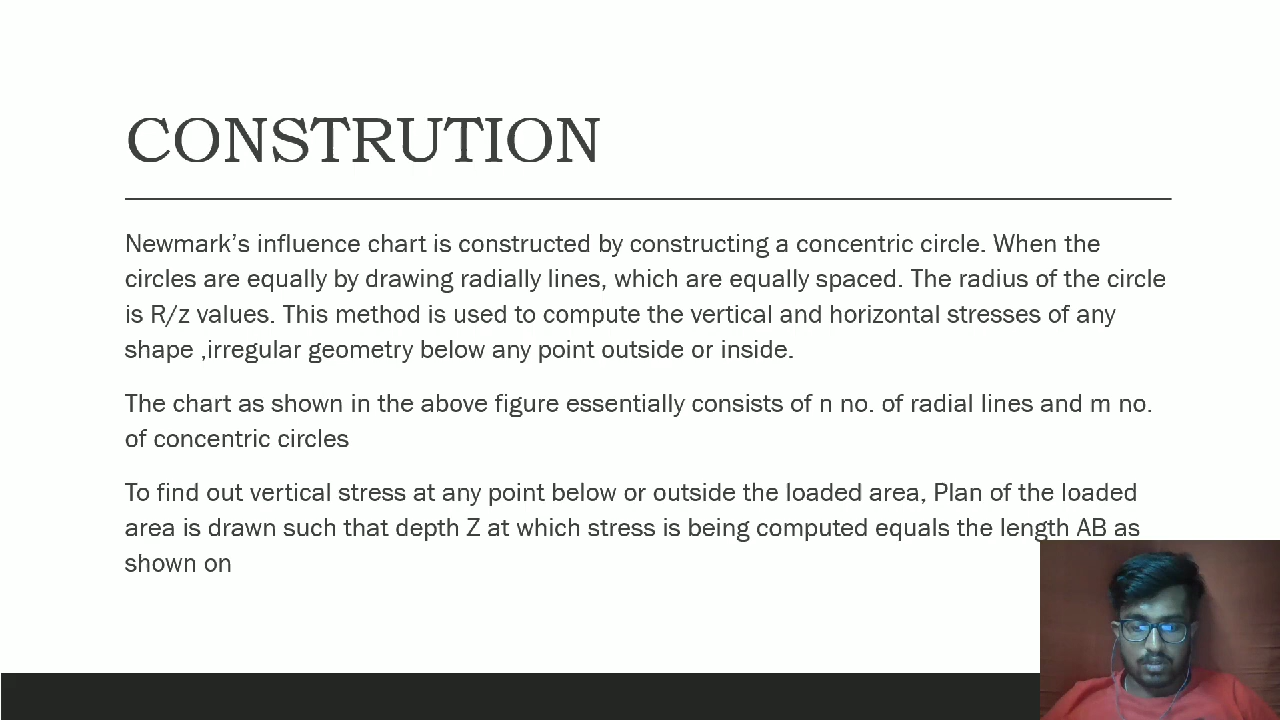 CONSTRUTION
Newmark’s influence chart is constructed by constructing a concentric circle. When the
circles are equally by drawing radially lines, which are equally spaced. The radius of the circle
is R/z values. This method is used to compute the vertical and horizontal stresses of any
shape ,irregular geometry below any point outside or inside.
The chart as shown in the above figure essentially consists of n no. of radial lines and m no.
of concentric circles
To find out vertical stress at any point below or outside the loaded area, Plan of the loaded
area is drawn such that depth Z at which stress is being computed equals the length AB as
shown on